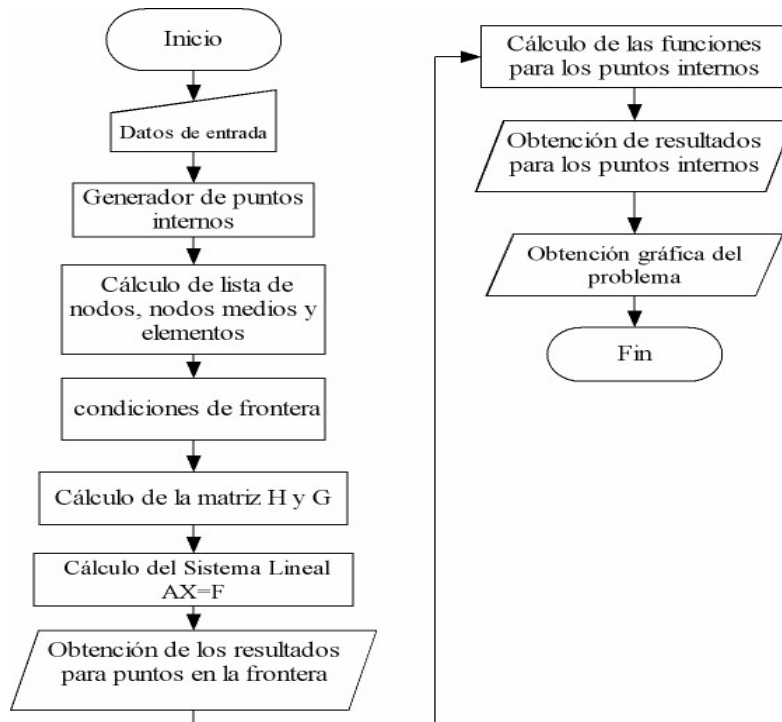 Inicio
Datos de entrada
Generador de puntos
internos
Cálculo de lista de
nodos, nodos medios y
elementos
condiciones de frontera
Cálculo de la matriz H y G
Cálculo del Sistema Lineal
AX=F
Obtención de los resultados
para puntos en la frontera
Cálculo de las funciones
para los puntos internos
Obtención de resultados
para los puntos internos
Obtención gráfica del
problema
Fin